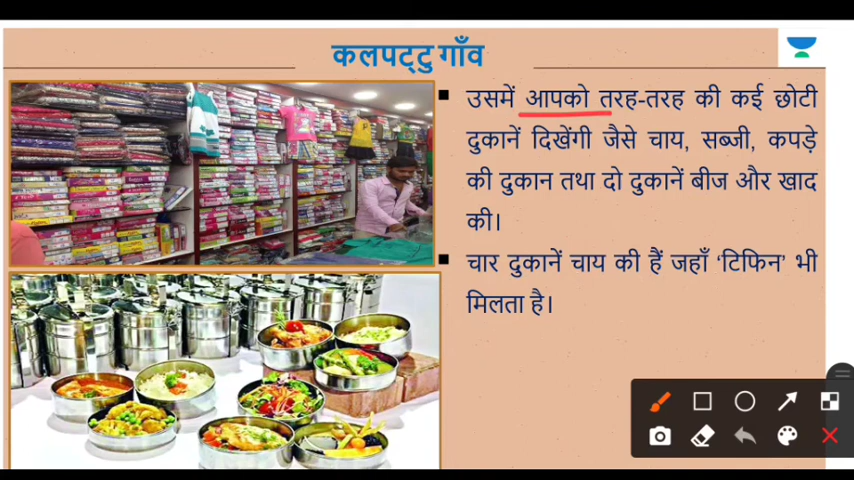 कलपट्टु गाँव
उसमें आपको तरह-तरह की कई छोटी
दुकानें दिखेंगी जैसे चाय, सब्जी, कपड़े
की दुकान तथा दो दुकानें बीज और खाद
की।
चार दुकानें चाय की हैं जहाँ ‘टिफिन’ भी
मिलता है।